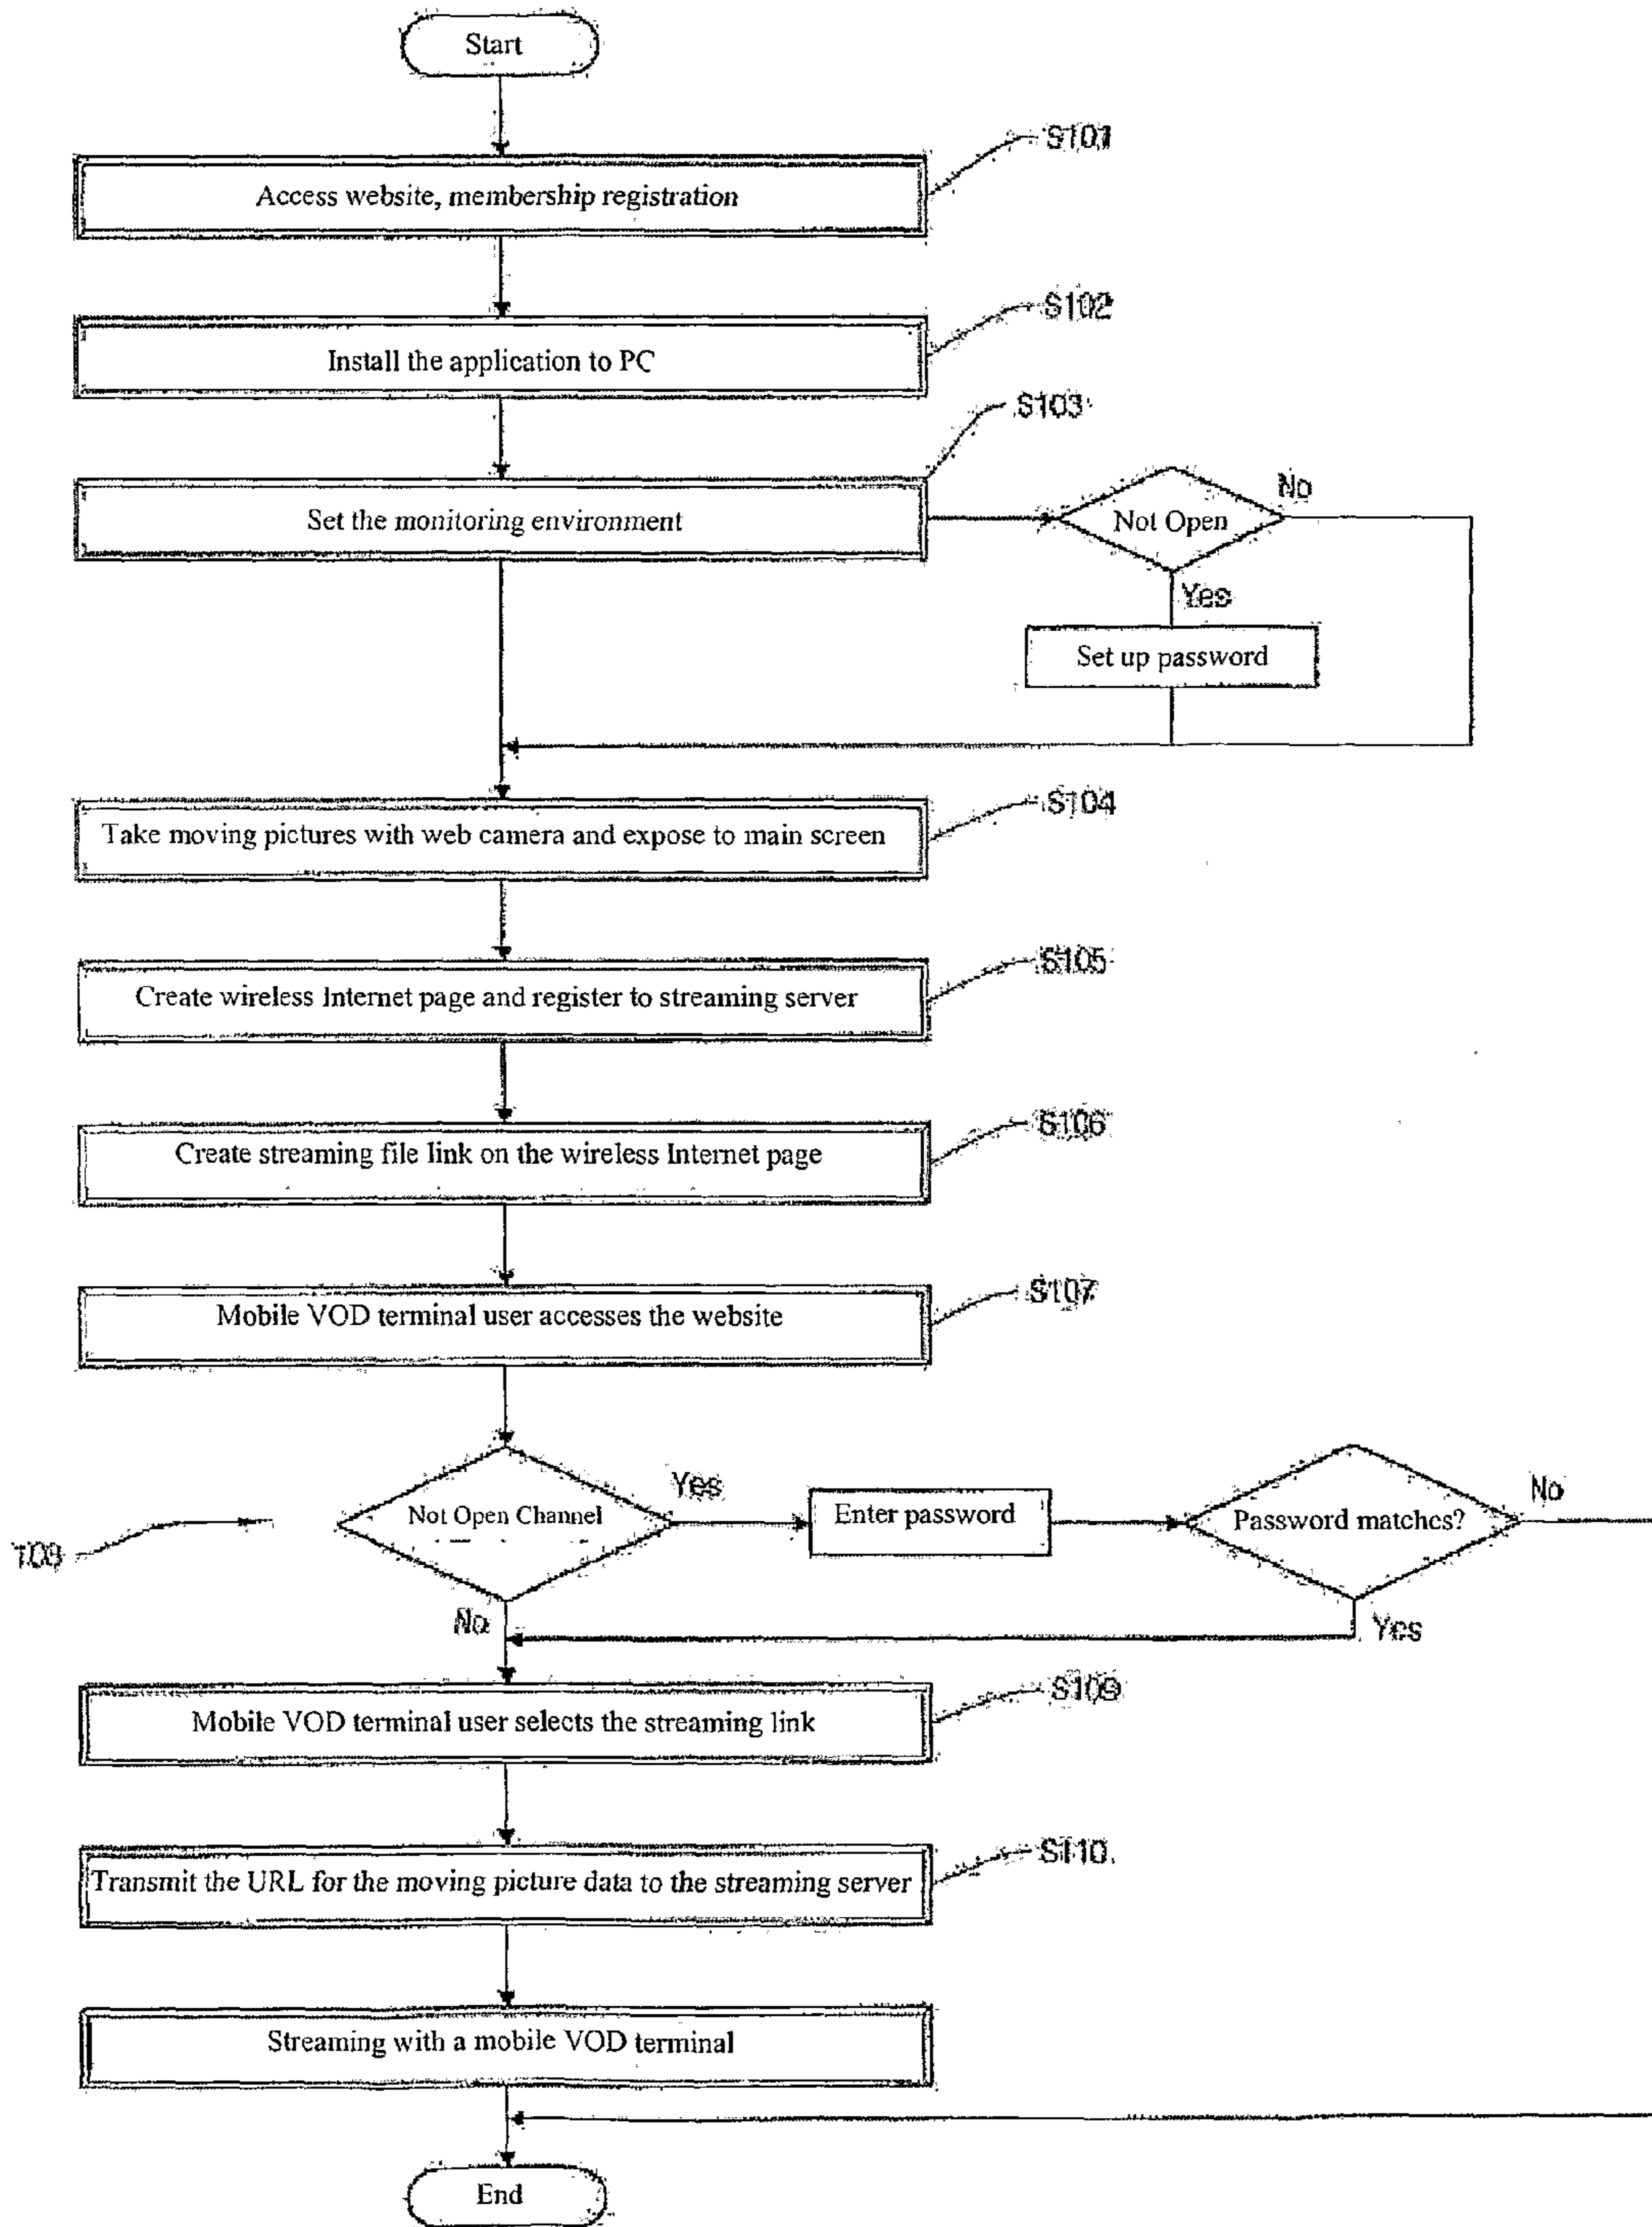 Start
S101
Access website, membership registration
S102
Install the application to PC
S103
Set the monitoring environment
Not Open
No
Yes
Set up password
S104
Take moving pictures with web camera and expose to main screen
S105
Create wireless Internet page and register to streaming server
S106
Create streaming file link on the wireless Internet page
S107
Mobile VOD terminal user accesses the website
Not Open Channel
Yes
Enter password
Password matches?
No
No
Yes
S109
Mobile VOD terminal user selects the streaming link
S110
Transmit the URL for the moving picture data to the streaming server
Streaming with a mobile VOD terminal
End